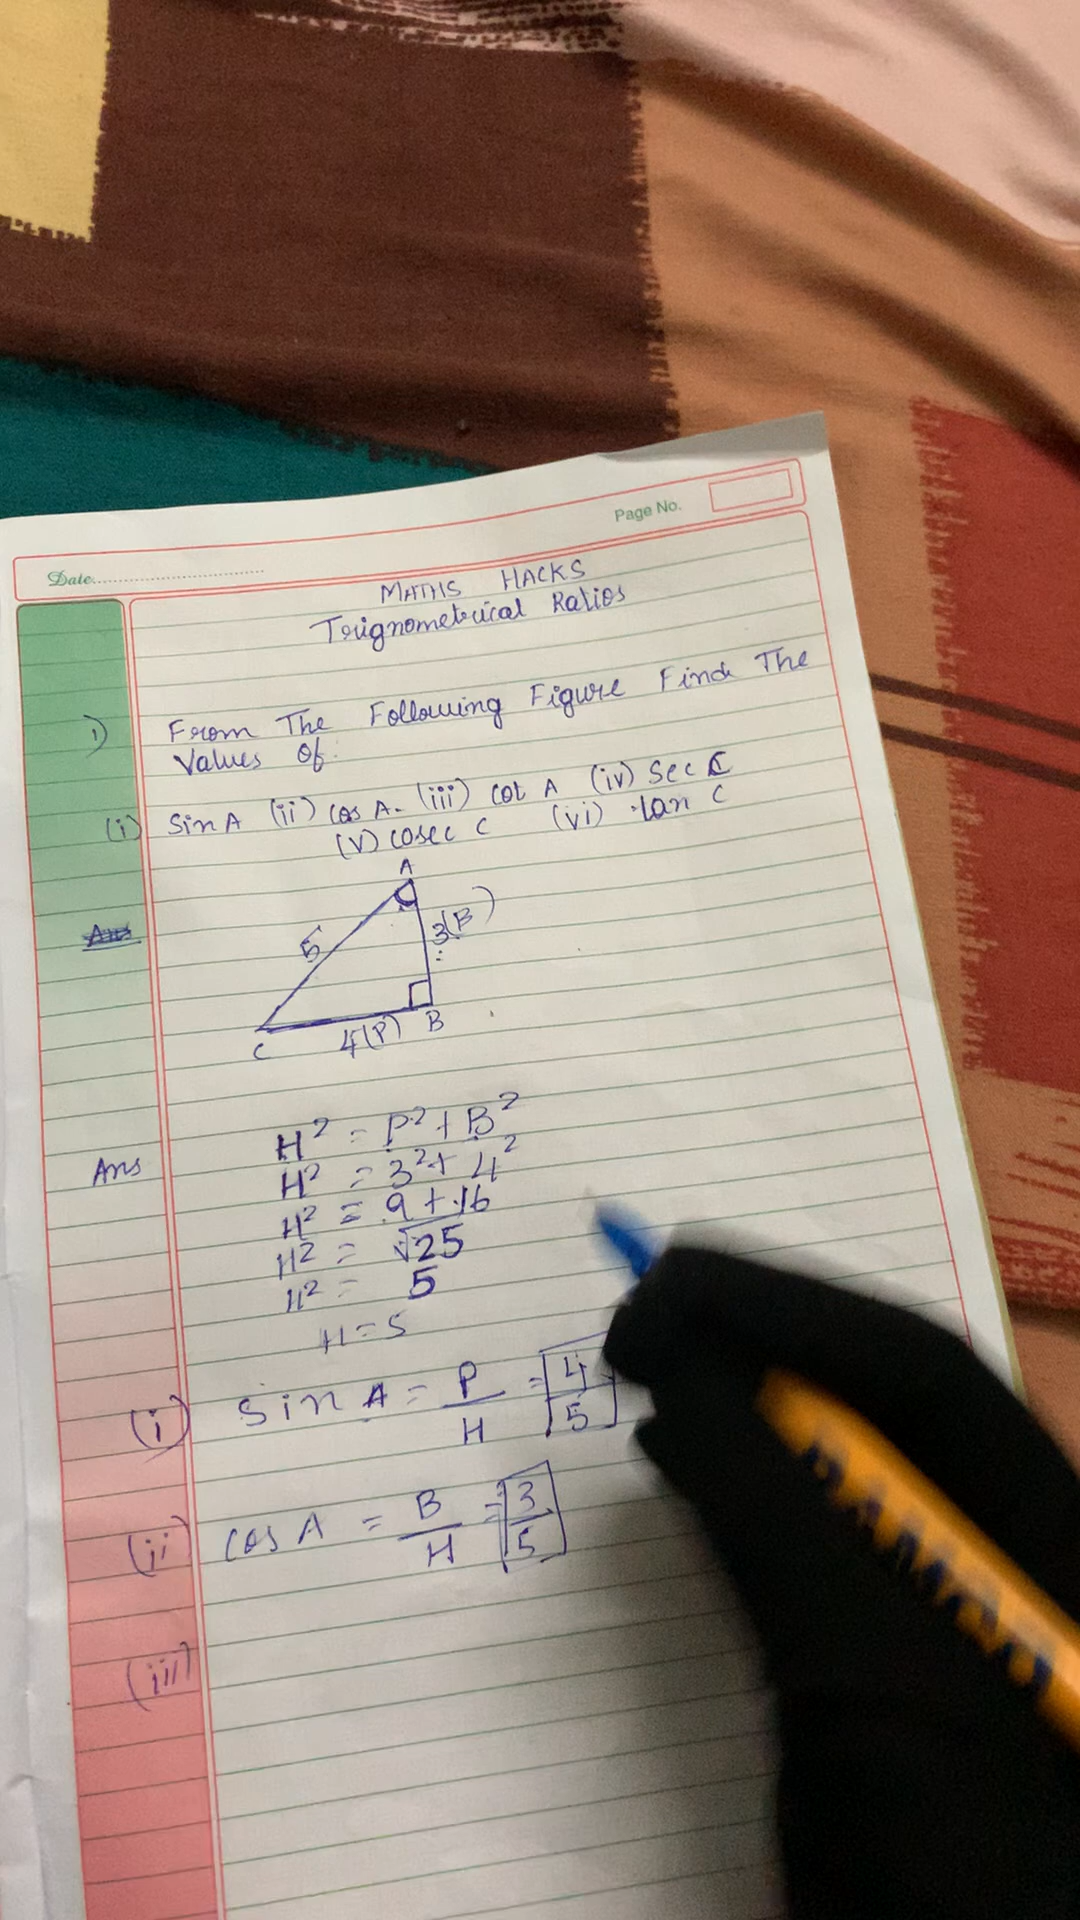 Page No.
Date
MATHS HACKS
Trignometrical Ratios
1) From The Following Figure Find The
Values Of
(i) Sin A (ii) cos A. (iii) cot A (iv) Sec C
(v) cosec C (vi) tan C
A
Ans
5
3(B)
C
4(P)
B
Ans
H² = P² + B²
H² = 3² + 4²
H² = 9 + 16
H² = √25
H² = 5
H = 5
(i) Sin A = P/H = 4/5
(ii) cos A = B/H = 3/5
(iii)